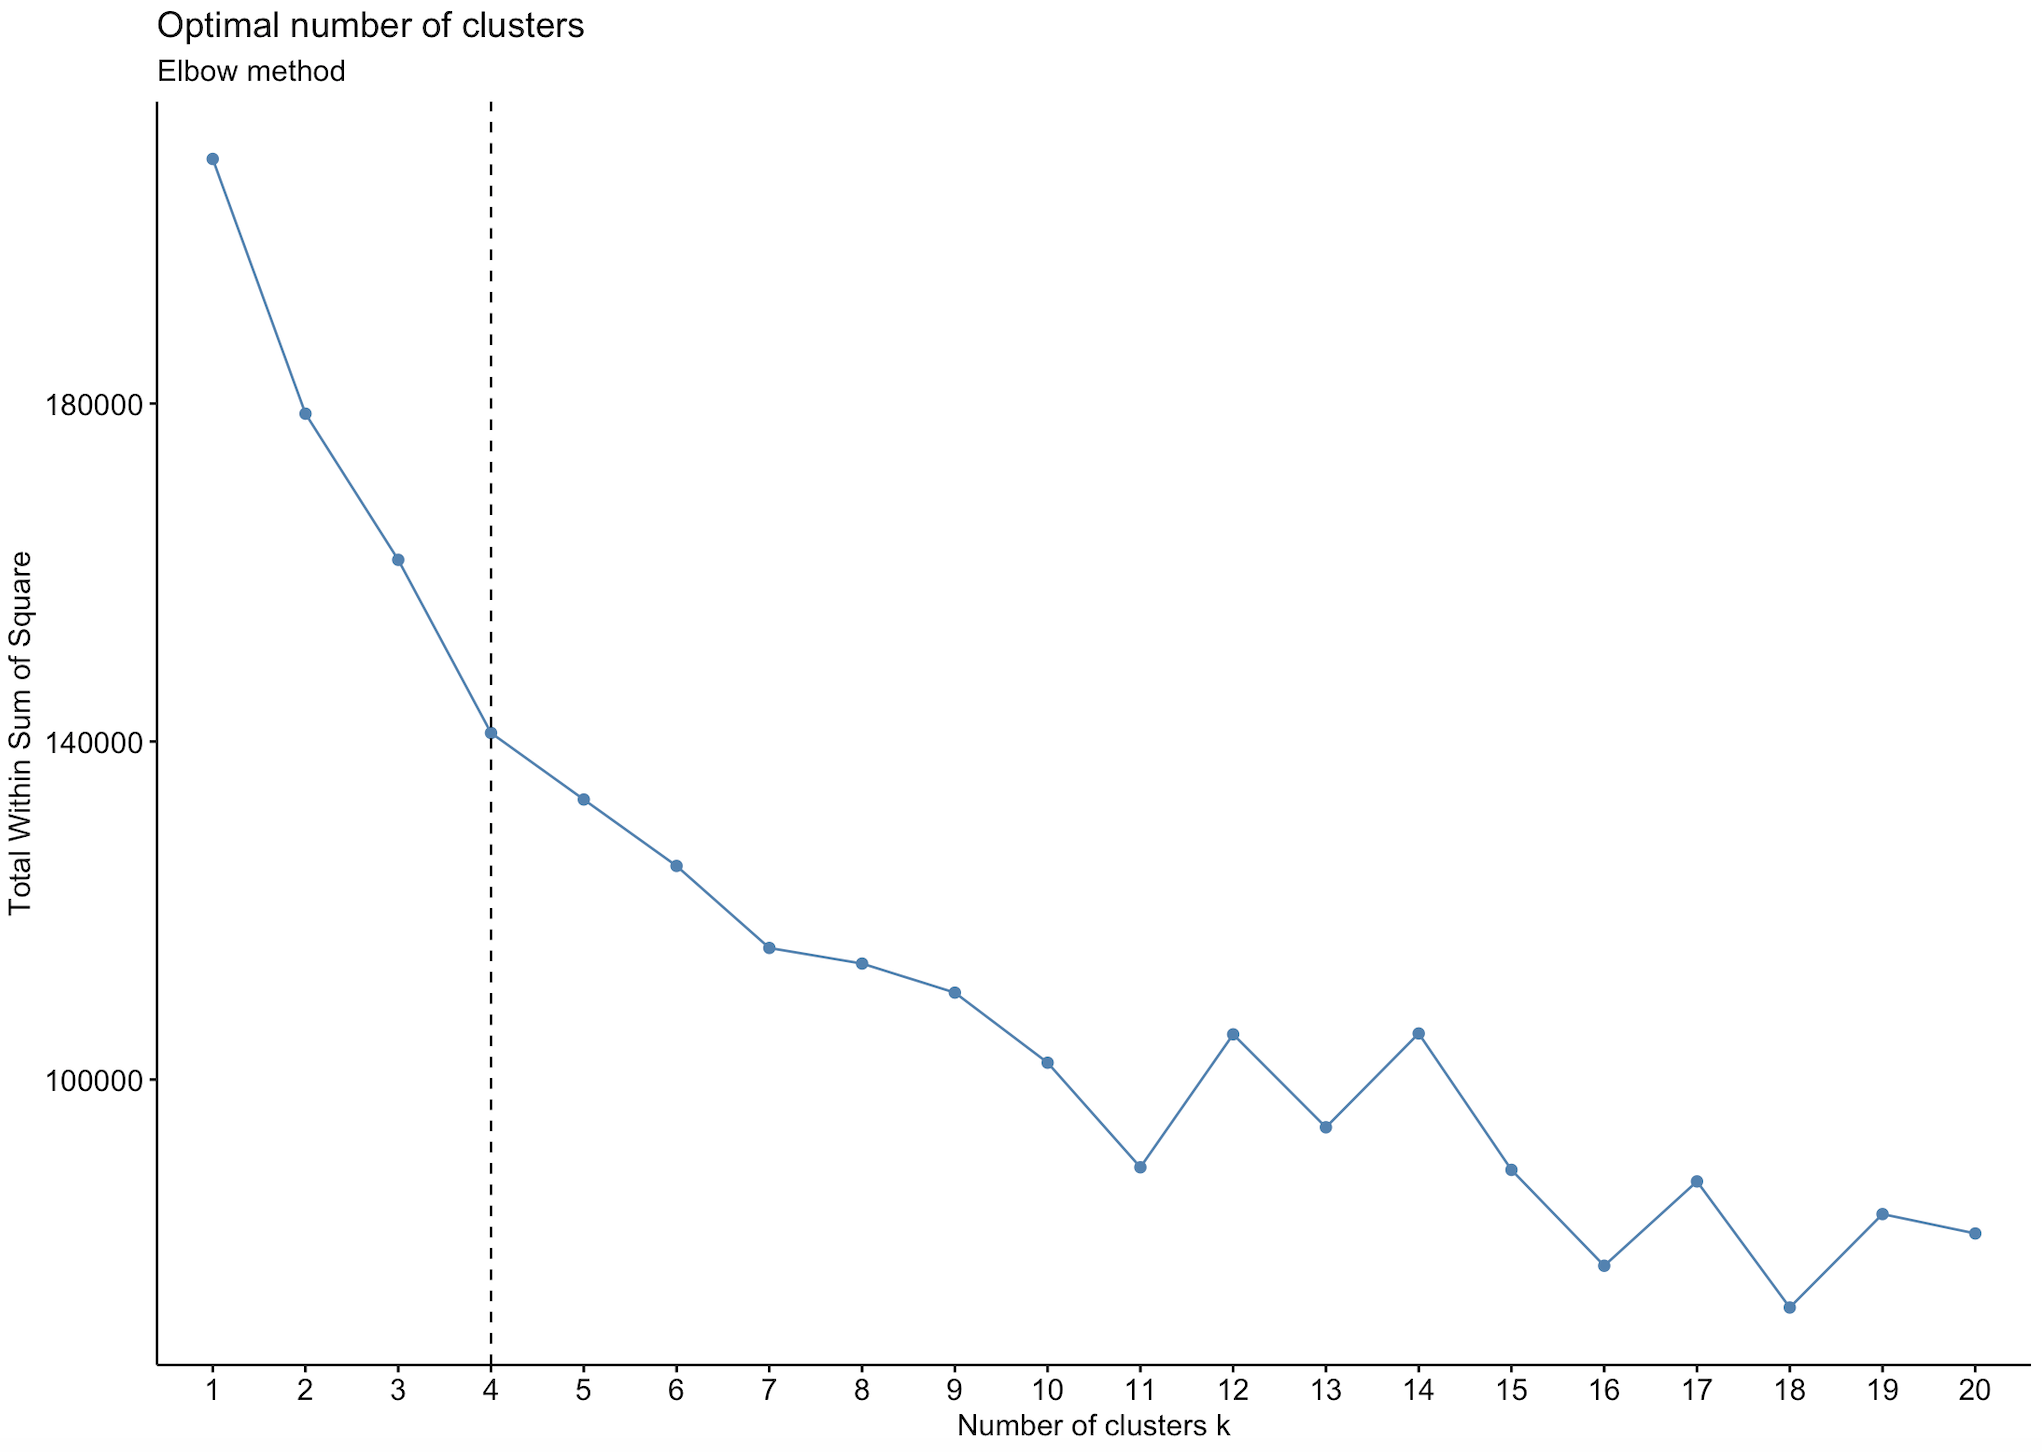 Optimal number of clusters
Elbow method
Total Within Sum of Square
180000
140000
100000
1 2 3 4 5 6 7 8 9 10 11 12 13 14 15 16 17 18 19 20
Number of clusters k